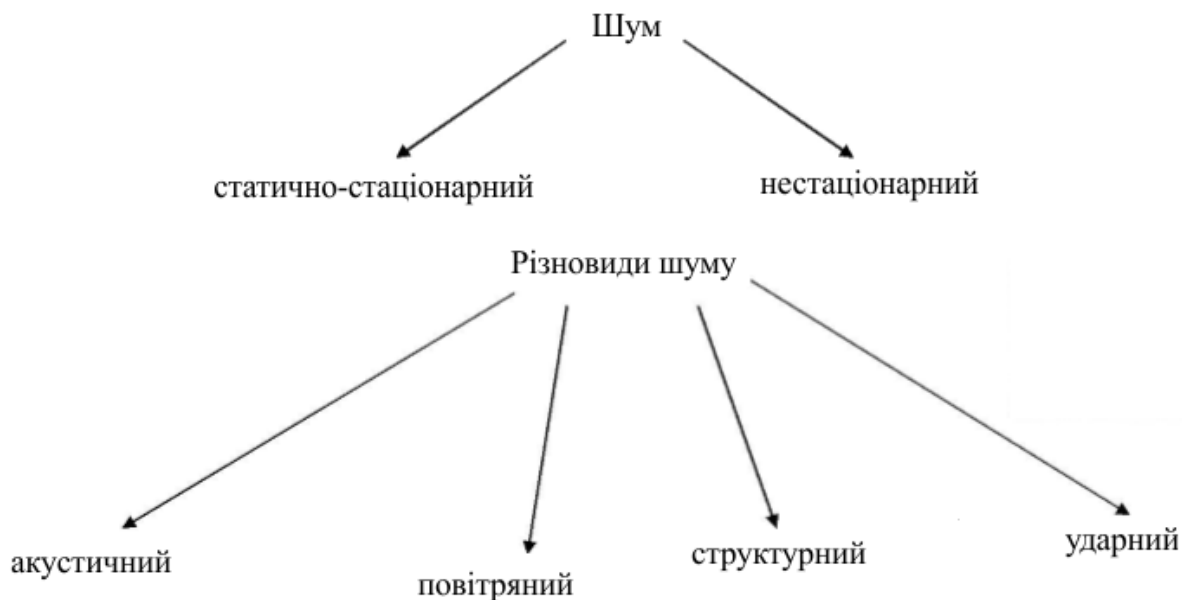 Шум
статично-стаціонарний
нестаціонарний
Різновиди шуму
акустичний
повітряний
структурний
ударний